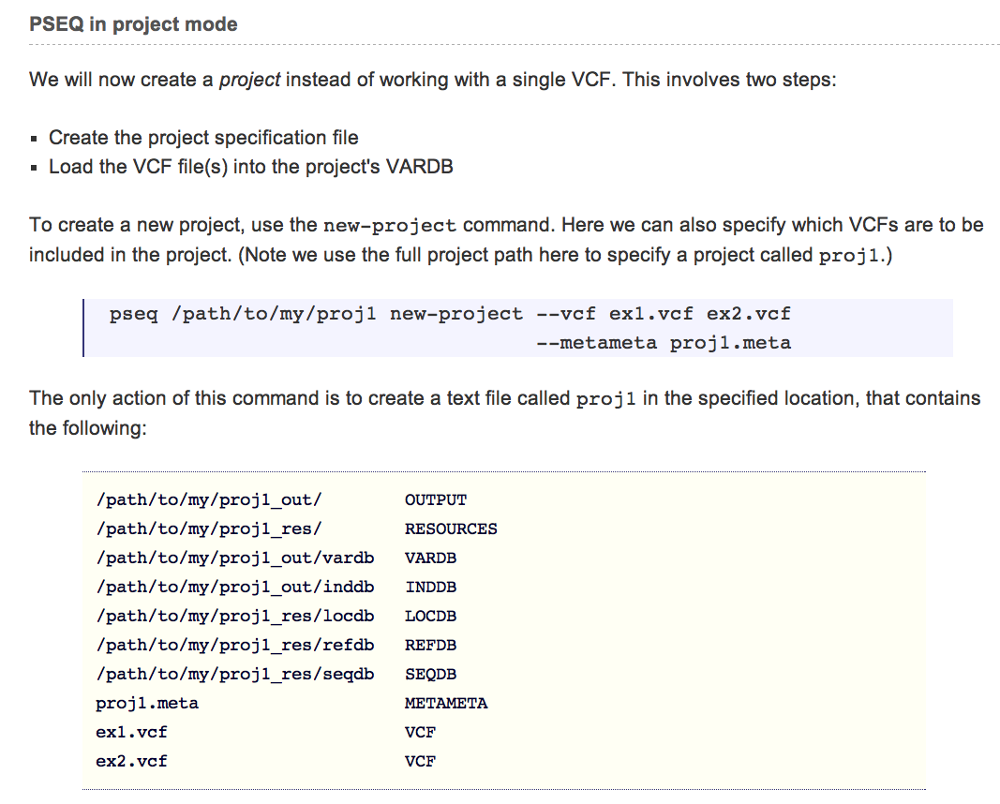 PSEQ in project mode
We will now create a project instead of working with a single VCF. This involves two steps:
▪ Create the project specification file
▪ Load the VCF file(s) into the project's VARDB
To create a new project, use the new-project command. Here we can also specify which VCFs are to be
included in the project. (Note we use the full project path here to specify a project called proj1.)
pseq /path/to/my/proj1 new-project --vcf ex1.vcf ex2.vcf
--metameta proj1.meta
The only action of this command is to create a text file called proj1 in the specified location, that contains
the following:
/path/to/my/proj1_out/ OUTPUT
/path/to/my/proj1_res/ RESOURCES
/path/to/my/proj1_out/vardb VARDB
/path/to/my/proj1_out/inddb INDDB
/path/to/my/proj1_res/locdb LOCDB
/path/to/my/proj1_res/refdb REFDB
/path/to/my/proj1_res/seqdb SEQDB
proj1.meta METAMETA
ex1.vcf VCF
ex2.vcf VCF